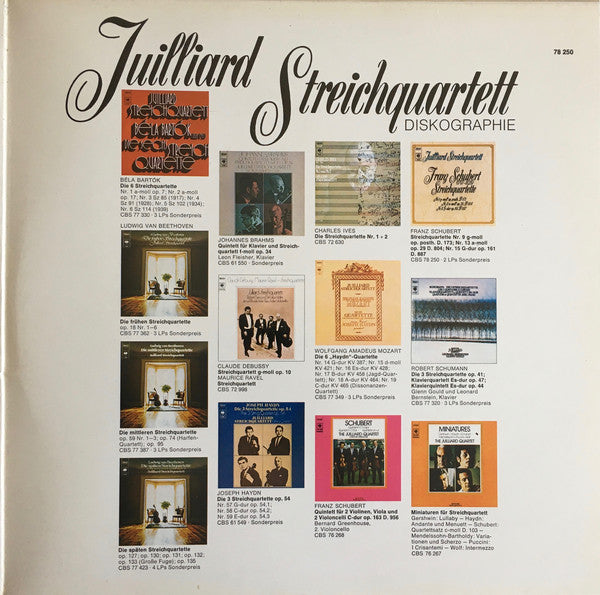 78 250
Juilliard
Streichquartett
DISKOGRAPHIE
BÉLA BARTÓK
Die 6 Streichquartette
Nr. 1 a-moll op. 7; Nr. 2 a-moll
op. 17; Nr. 3 Sz 85 (1917); Nr. 4
Sz 91 (1928); Nr. 5 Sz 102 (1934);
Nr. 6 Sz 114 (1939)
CBS 77 330 · 3 LPs Sonderpreis
LUDWIG VAN BEETHOVEN
Die frühen Streichquartette
op. 18 Nr. 1–6
CBS 77 362 · 3 LPs Sonderpreis
Die mittleren Streichquartette
op. 59 Nr. 1–3; op. 74 (Harfen-
Quartett); op. 95
CBS 77 387 · 3 LPs Sonderpreis
Die späten Streichquartette
op. 127; op. 130; op. 131; op. 132;
op. 133 (Große Fuge); op. 135
CBS 77 423 · 4 LPs Sonderpreis
JOHANNES BRAHMS
Quintett für Klavier und Streich-
quartett f-moll op. 34
Leon Fleisher, Klavier
CBS 61 550 · Sonderpreis
CLAUDE DEBUSSY
Streichquartett g-moll op. 10
MAURICE RAVEL
Streichquartett
CBS 72 998
JOSEPH HAYDN
Die 3 Streichquartette op. 54
JUILLIARD
STREICHQUARTETT
JOSEPH HAYDN
Die 3 Streichquartette op. 54
Nr. 57 G-dur op. 54,1;
Nr. 58 C-dur op. 54,2;
Nr. 59 E-dur op. 54,3
CBS 61 549 · Sonderpreis
CHARLES IVES
Die Streichquartette Nr. 1 + 2
CBS 72 630
WOLFGANG AMADEUS MOZART
Die 6 „Haydn“-Quartette
Nr. 14 G-dur KV 387; Nr. 15 d-moll
KV 421; Nr. 16 Es-dur KV 428;
Nr. 17 B-dur KV 458 (Jagd-Quar-
tett); Nr. 18 A-dur KV 464; Nr. 19
C-dur KV 465 (Dissonanzen-
Quartett)
CBS 77 349 · 3 LPs Sonderpreis
SCHUBERT
THE JUILLIARD QUARTET
FRANZ SCHUBERT
Quintett für 2 Violinen, Viola und
2 Violoncelli C-dur op. 163 D. 956
Bernard Greenhouse,
2. Violoncello
CBS 76 268
Juilliard Streichquartett
Franz Schubert
Streichquartette
FRANZ SCHUBERT
Streichquartette Nr. 9 g-moll
op. posth. D. 173; Nr. 13 a-moll
op. 29 D. 804; Nr. 15 G-dur op. 161
D. 887
CBS 78 250 · 2 LPs Sonderpreis
ROBERT SCHUMANN
Die 3 Streichquartette op. 41;
Klavierquintett Es-dur op. 44;
Klavierquartett Es-dur op. 47
Glenn Gould und Leonard
Bernstein, Klavier
CBS 77 320 · 3 LPs Sonderpreis
MINIATURES
THE JUILLIARD QUARTET
Miniaturen für Streichquartett
Gershwin: Lullaby – Haydn:
Andante und Menuett – Schubert:
Quartettsatz c-moll D. 103 –
Mendelssohn-Bartholdy: Varia-
tionen und Scherzo – Puccini:
I Crisantemi – Wolf: Intermezzo
CBS 76 267